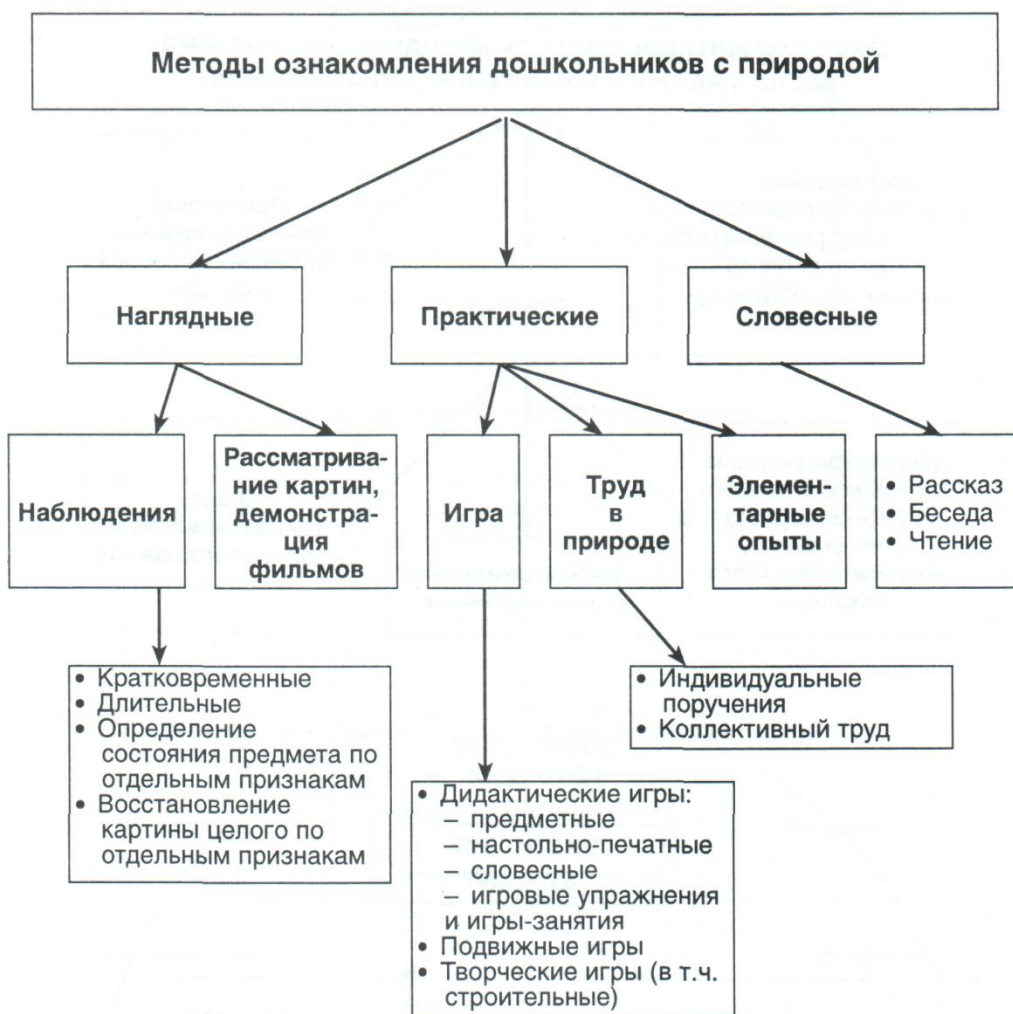 Методы ознакомления дошкольников с природой
Наглядные
Практические
Словесные
Наблюдения
Рассматрива-
ние картин,
демонстра-
ция
фильмов
Игра
Труд
в
природе
Элемен-
тарные
опыты
• Рассказ
• Беседа
• Чтение
• Кратковременные
• Длительные
• Определение
состояния предмета по
отдельным признакам
• Восстановление
картины целого по
отдельным признакам
• Индивидуальные
поручения
• Коллективный труд
• Дидактические игры:
– предметные
– настольно-печатные
– словесные
– игровые упражнения
и игры-занятия
• Подвижные игры
• Творческие игры (в т.ч.
строительные)